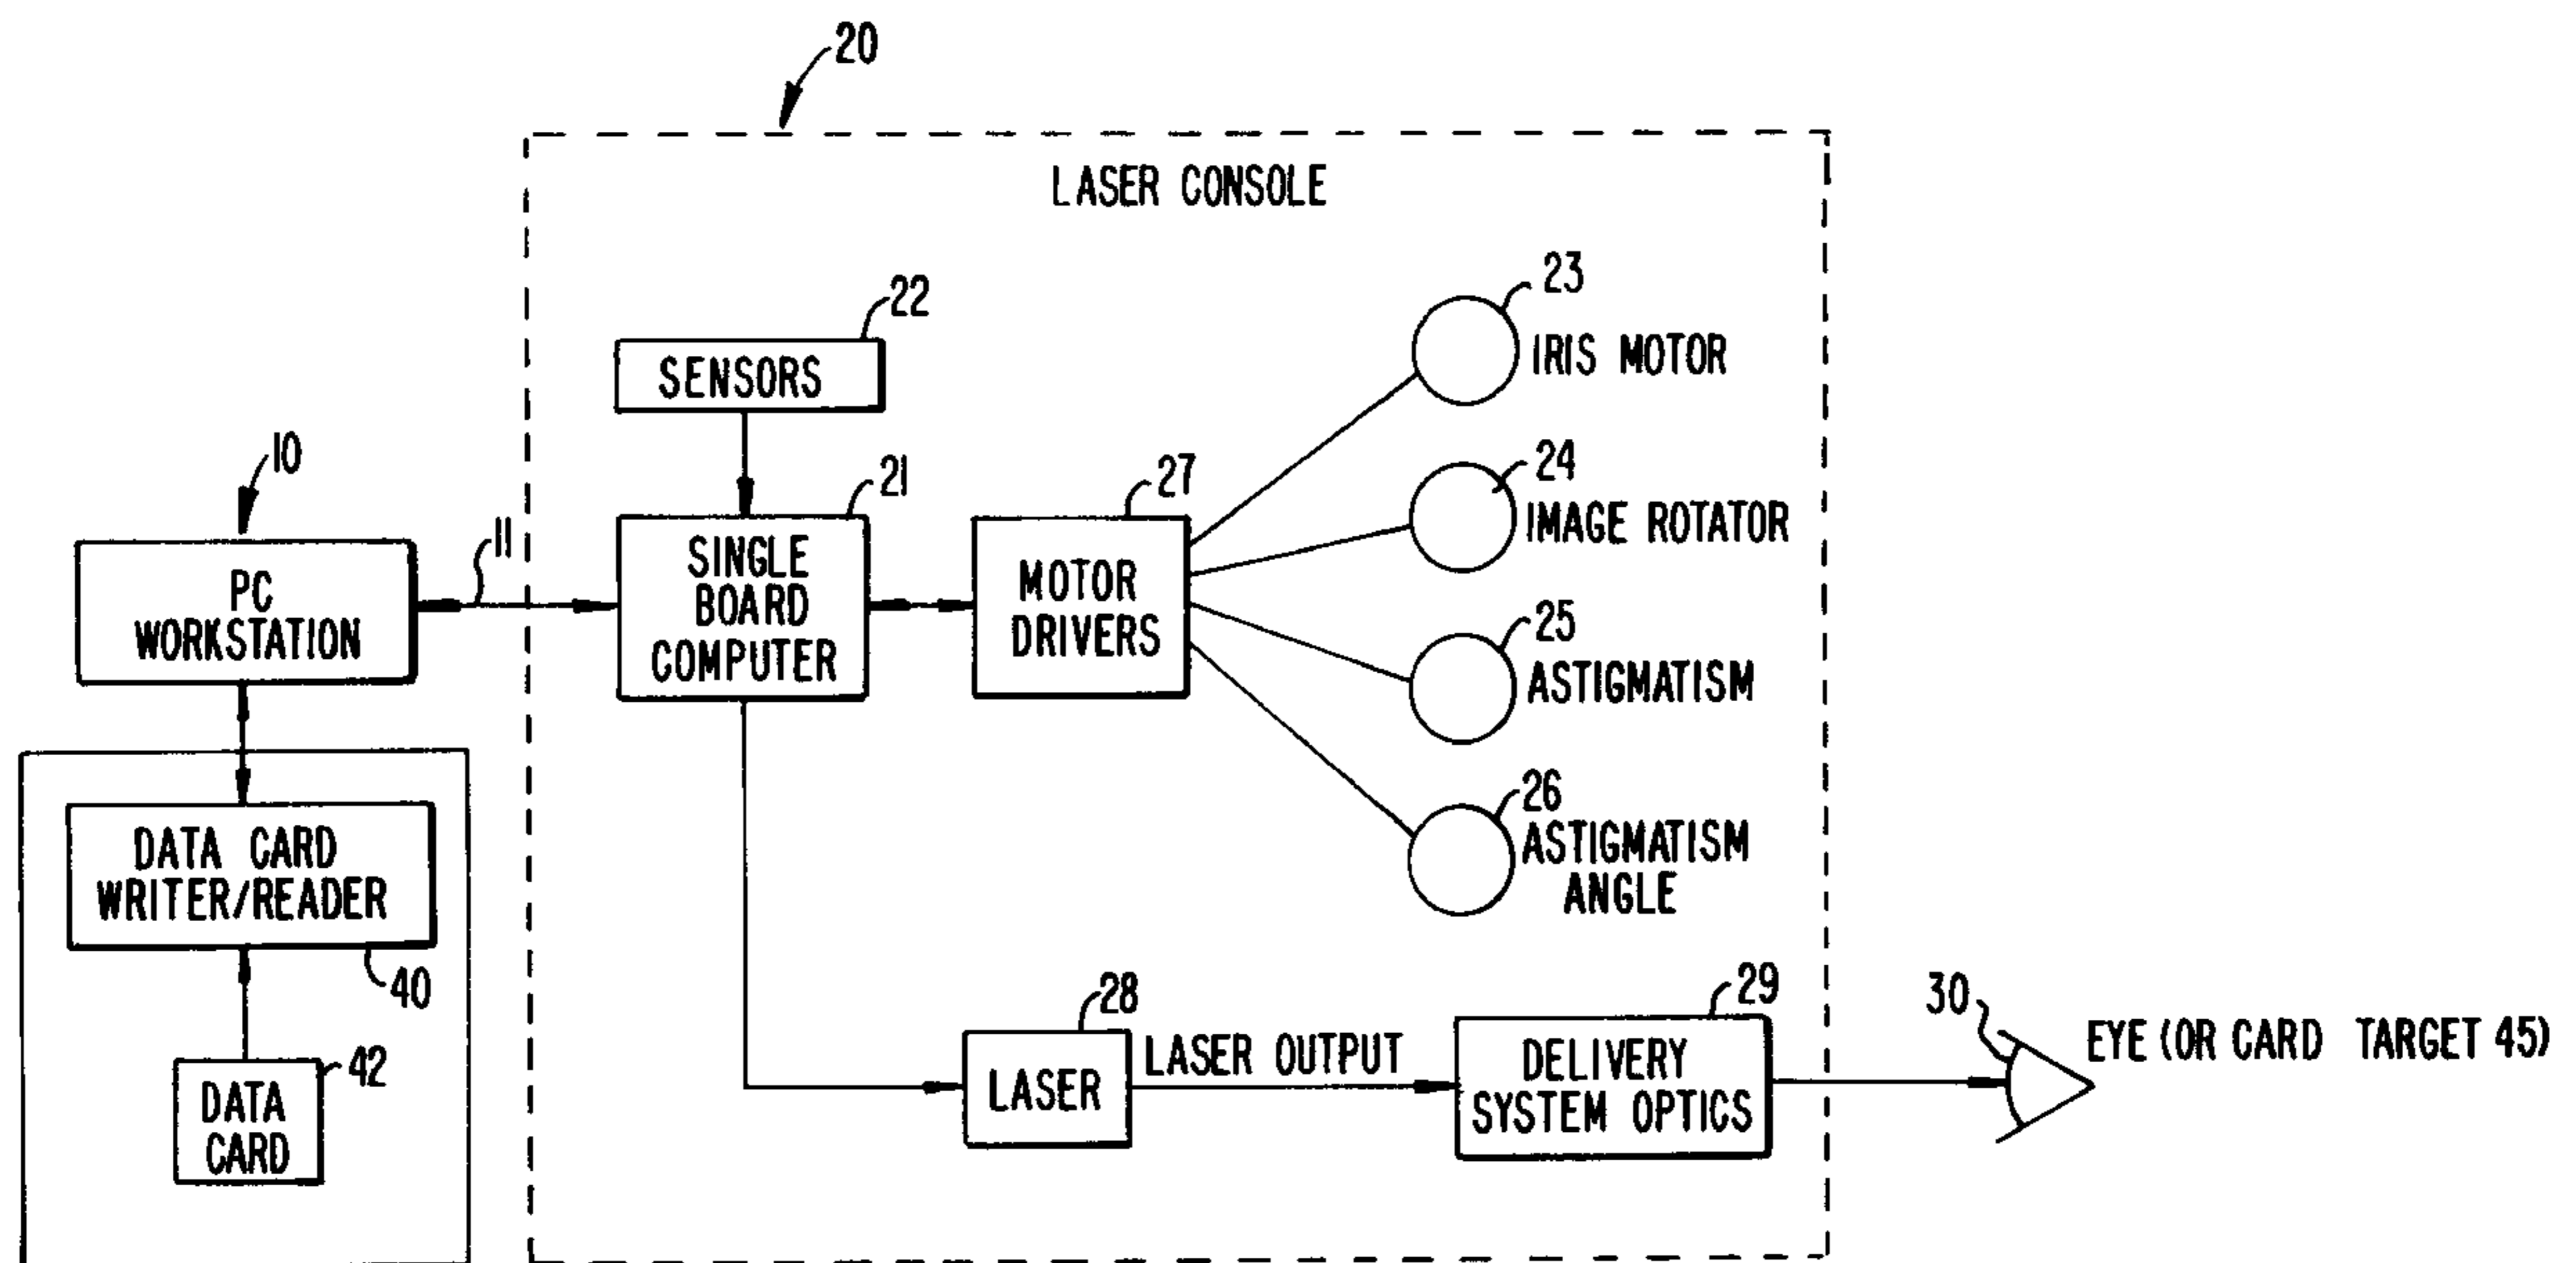 20
LASER CONSOLE
22
SENSORS
23
IRIS MOTOR
10
21
27
24
IMAGE ROTATOR
11
PC
WORKSTATION
SINGLE
BOARD
COMPUTER
MOTOR
DRIVERS
25
ASTIGMATISM
26
ASTIGMATISM
ANGLE
DATA CARD
WRITER/READER
40
42
DATA
CARD
28
LASER
LASER OUTPUT
29
DELIVERY
SYSTEM OPTICS
30
EYE (OR CARD TARGET 45)